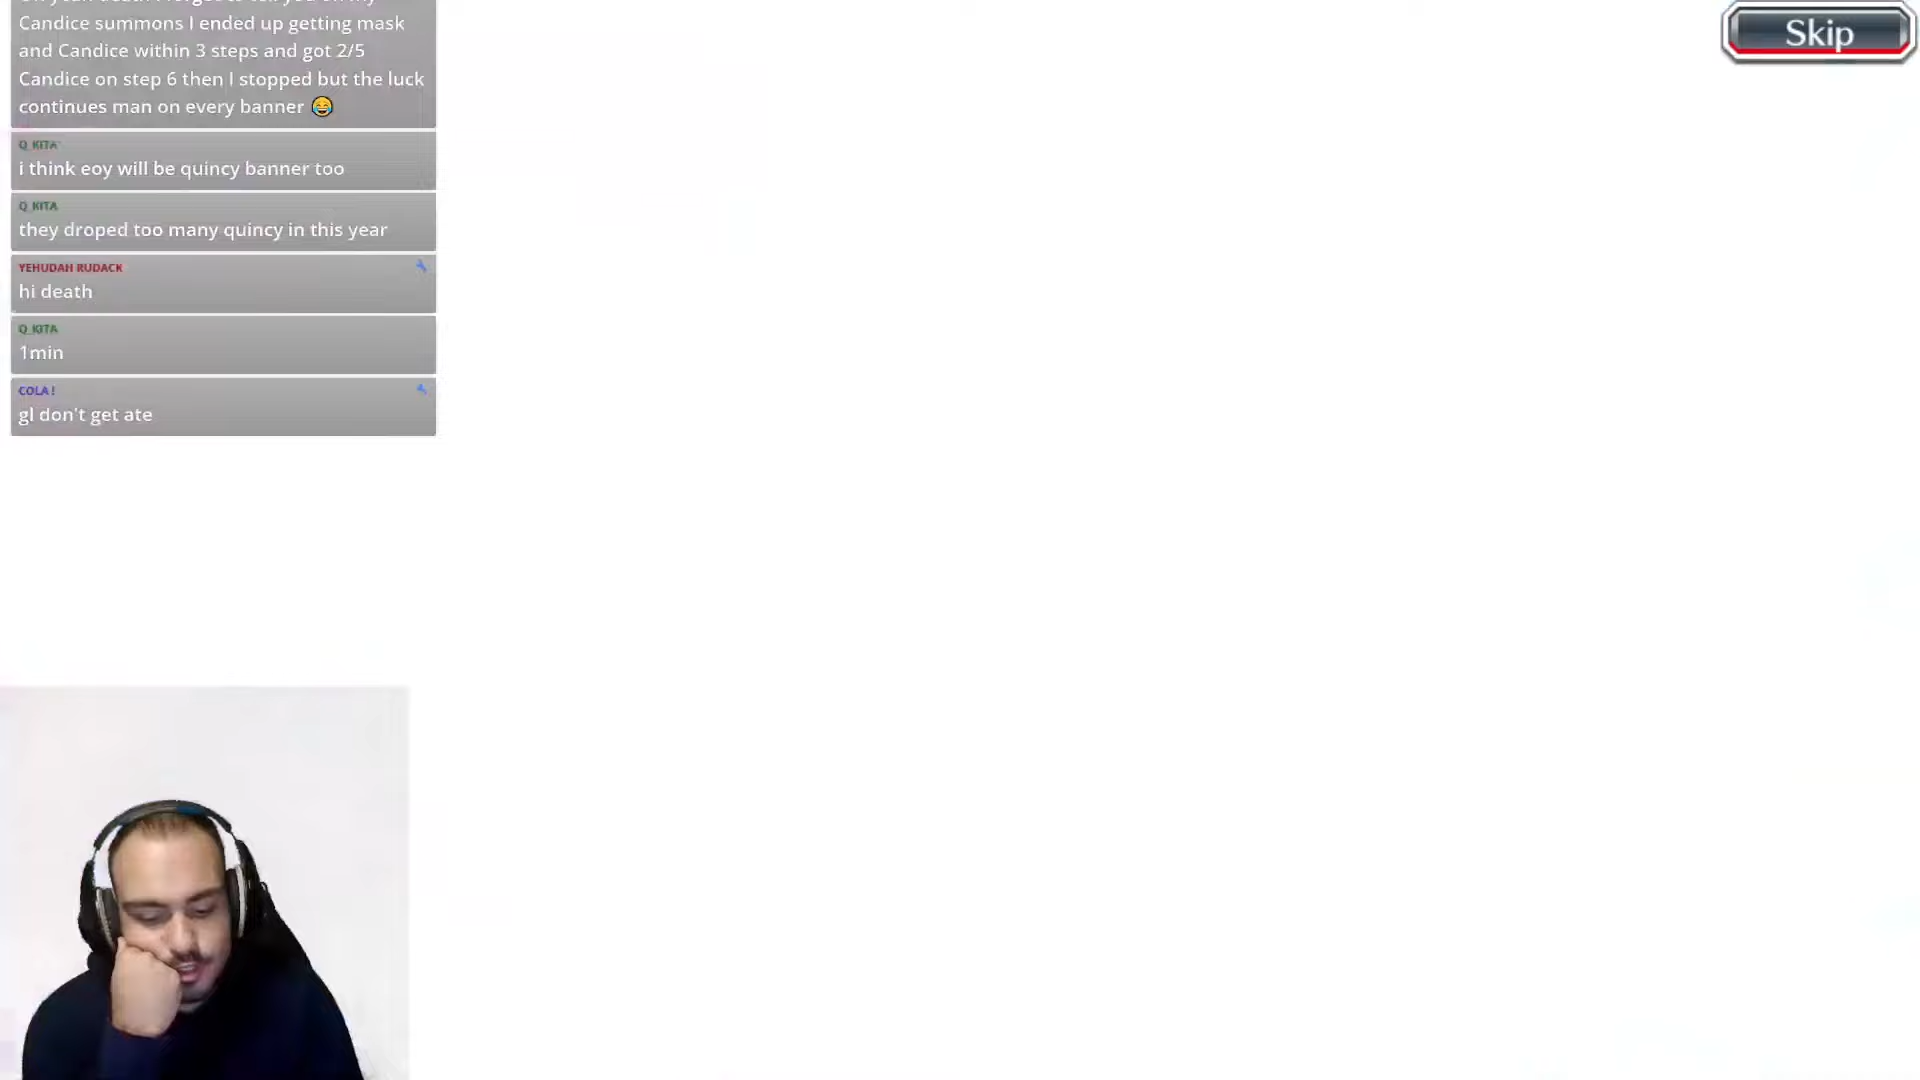 Candice summons I ended up getting mask
and Candice within 3 steps and got 2/5
Candice on step 6 then I stopped but the luck
continues man on every banner 😂
Q_KITA
i think eoy will be quincy banner too
Q_KITA
they droped too many quincy in this year
YEHUDAH RUDACK
hi death
Q_KITA
1min
COLA!
gl don't get ate
Skip